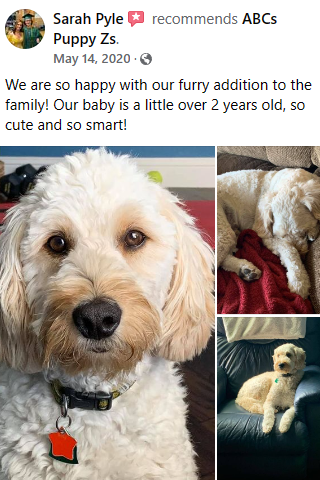 Sarah Pyle recommends ABCs
Puppy Zs.
May 14, 2020 ·
We are so happy with our furry addition to the
family! Our baby is a little over 2 years old, so
cute and so smart!